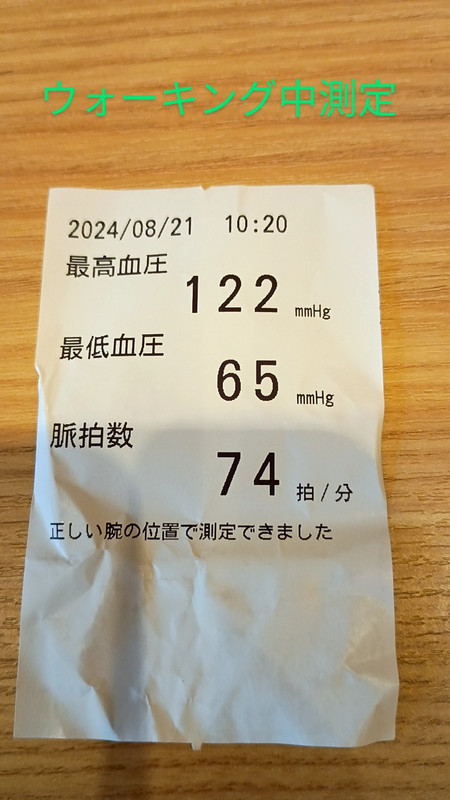 ウォーキング中測定
2024/08/21 10:20
最高血圧
122 mmHg
最低血圧
65 mmHg
脈拍数
74 拍/分
正しい腕の位置で測定できました